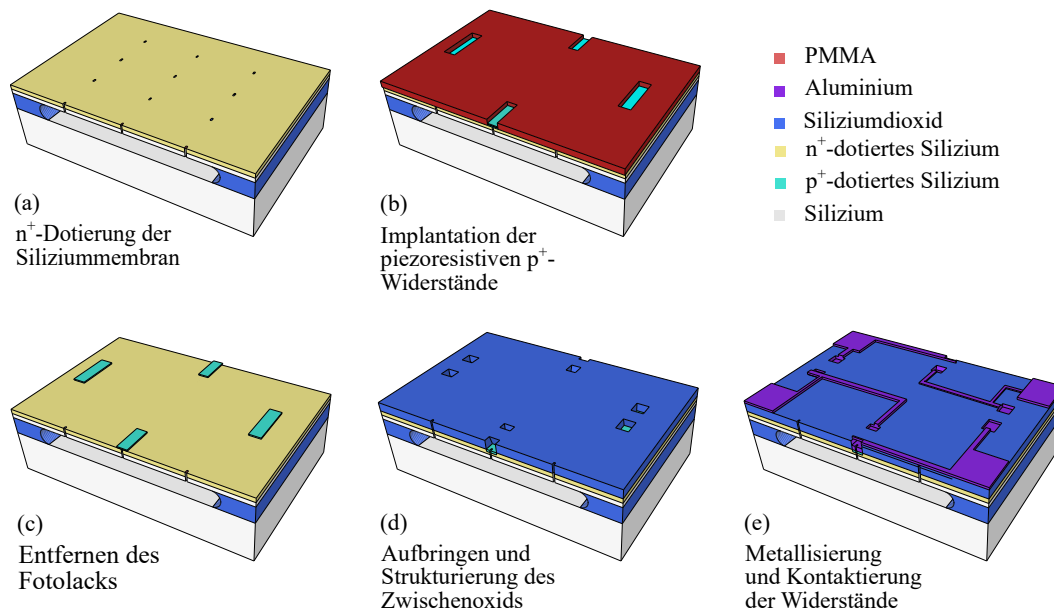 PMMA
Aluminium
Siliziumdioxid
n⁺-dotiertes Silizium
p⁺-dotiertes Silizium
Silizium
(a)
n⁺-Dotierung der
Siliziummembran
(b)
Implantation der
piezoresistiven p⁺-
Widerstände
(c)
Entfernen des
Fotolacks
(d)
Aufbringen und
Strukturierung des
Zwischenoxids
(e)
Metallisierung
und Kontaktierung
der Widerstände